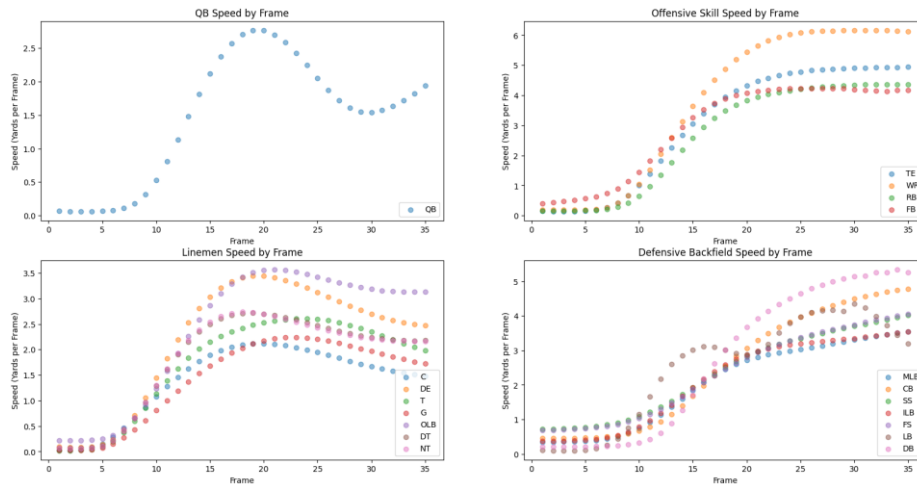 QB Speed by Frame
Speed (Yards per Frame)
2.5
2.0
1.5
1.0
0.5
0.0
0 5 10 15 20 25 30 35
Frame
QB
Offensive Skill Speed by Frame
Speed (Yards per Frame)
6
5
4
3
2
1
0
0 5 10 15 20 25 30 35
Frame
TE
WR
RB
FB
Linemen Speed by Frame
Speed (Yards per Frame)
3.5
3.0
2.5
2.0
1.5
1.0
0.5
0.0
0 5 10 15 20 25 30 35
Frame
C
DE
T
G
OLB
DT
NT
Defensive Backfield Speed by Frame
Speed (Yards per Frame)
5
4
3
2
1
0
0 5 10 15 20 25 30 35
Frame
MLB
CB
SS
ILB
FS
LB
DB